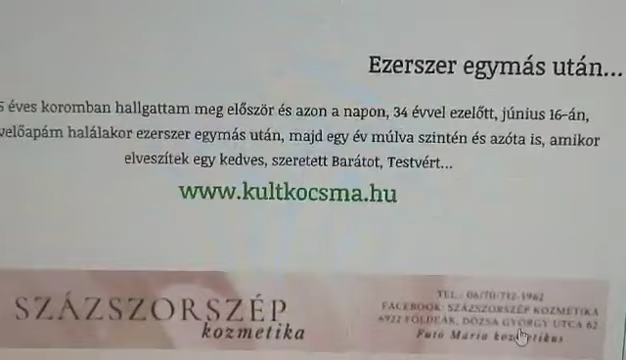 Ezerszer egymás után...
5 éves koromban hallgattam meg először és azon a napon, 34 évvel ezelőtt, június 16-án,
velőapám halálakor ezerszer egymás után, majd egy év múlva szintén és azóta is, amikor
elveszítek egy kedves, szeretett Barátot, Testvért...
www.kultkocsma.hu
SZÁZSZORSZÉP
kozmetika
TEL.: 06/70/712-1962
FACEBOOK: SZÁZSZORSZÉP KOZMETIKA
6922 FÖLDEÁK, DÓZSA GYÖRGY UTCA 62
Futó Mária kozmetikus